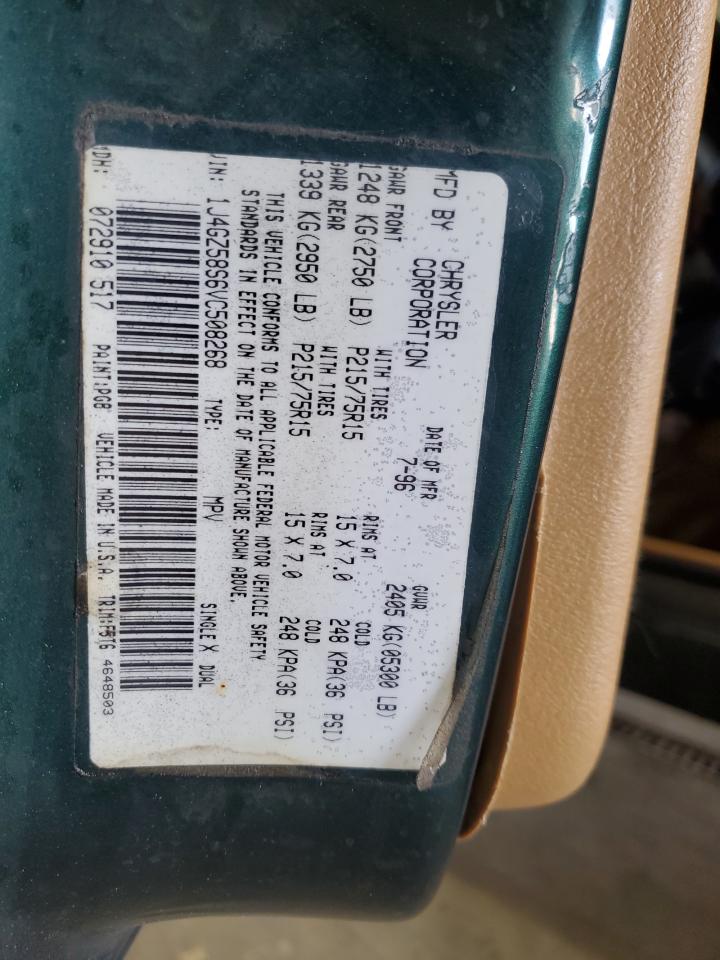 MFD BY CHRYSLER CORPORATION DATE OF MFR 7-96 GVWR 2405 KG(05300 LB)
GAWR FRONT WITH TIRES RIMS AT COLD
1248 KG(2750 LB) P215/75R15 15 X 7.0 248 KPA(36 PSI)
GAWR REAR WITH TIRES RIMS AT COLD
1339 KG(2950 LB) P215/75R15 15 X 7.0 248 KPA(36 PSI)
THIS VEHICLE CONFORMS TO ALL APPLICABLE FEDERAL MOTOR VEHICLE SAFETY
STANDARDS IN EFFECT ON THE DATE OF MANUFACTURE SHOWN ABOVE.
VIN: 1J4GZ58S6VC508268 TYPE: MPV SINGLE X DUAL
MDH: 072910 517 PAINT:PG8 VEHICLE MADE IN U.S.A. 4648503